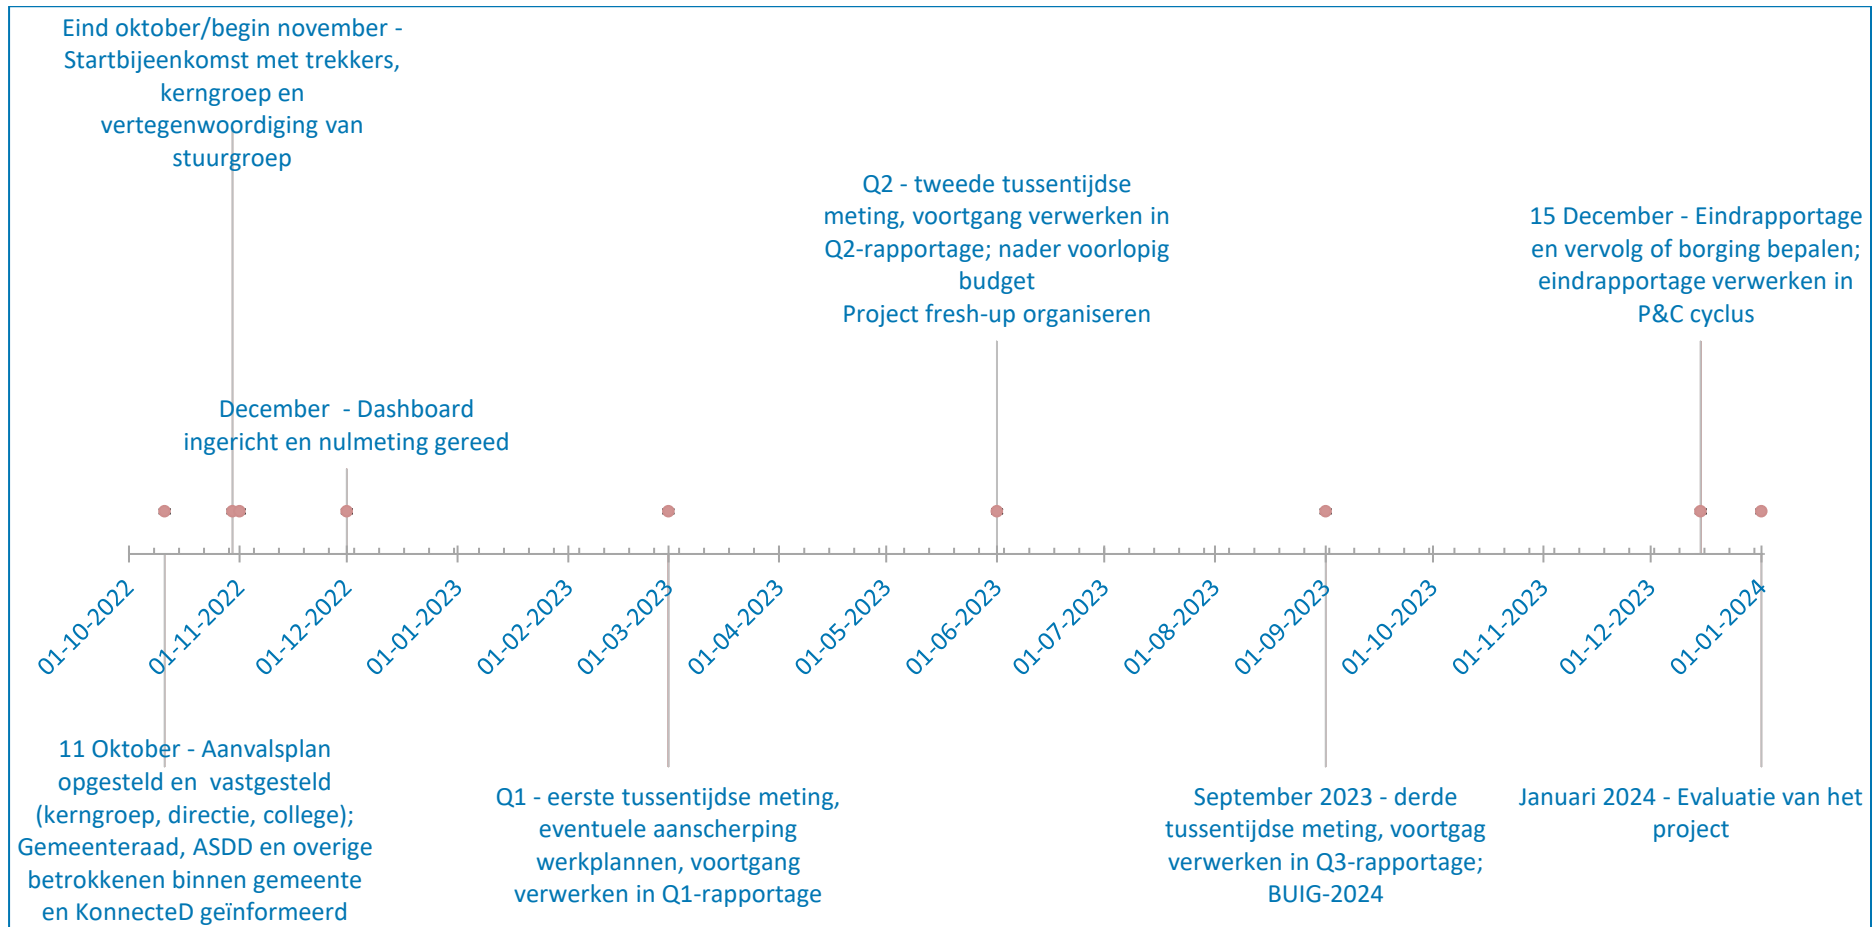 Eind oktober/begin november -
Startbijeenkomst met trekkers,
kerngroep en
vertegenwoordiging van
stuurgroep
Q2 - tweede tussentijdse
meting, voortgang verwerken in
Q2-rapportage; nader voorlopig
budget
Project fresh-up organiseren
15 December - Eindrapportage
en vervolg of borging bepalen;
eindrapportage verwerken in
P&C cyclus
December  - Dashboard
ingericht en nulmeting gereed
01-10-2022
01-11-2022
01-12-2022
01-01-2023
01-02-2023
01-03-2023
01-04-2023
01-05-2023
01-06-2023
01-07-2023
01-08-2023
01-09-2023
01-10-2023
01-11-2023
01-12-2023
01-01-2024
11 Oktober - Aanvalsplan
opgesteld en  vastgesteld
(kerngroep, directie, college);
Gemeenteraad, ASDD en overige
betrokkenen binnen gemeente
en KonnecteD geïnformeerd
Q1 - eerste tussentijdse meting,
eventuele aanscherping
werkplannen, voortgang
verwerken in Q1-rapportage
September 2023 - derde
tussentijdse meting, voortgag
verwerken in Q3-rapportage;
BUIG-2024
Januari 2024 - Evaluatie van het
project